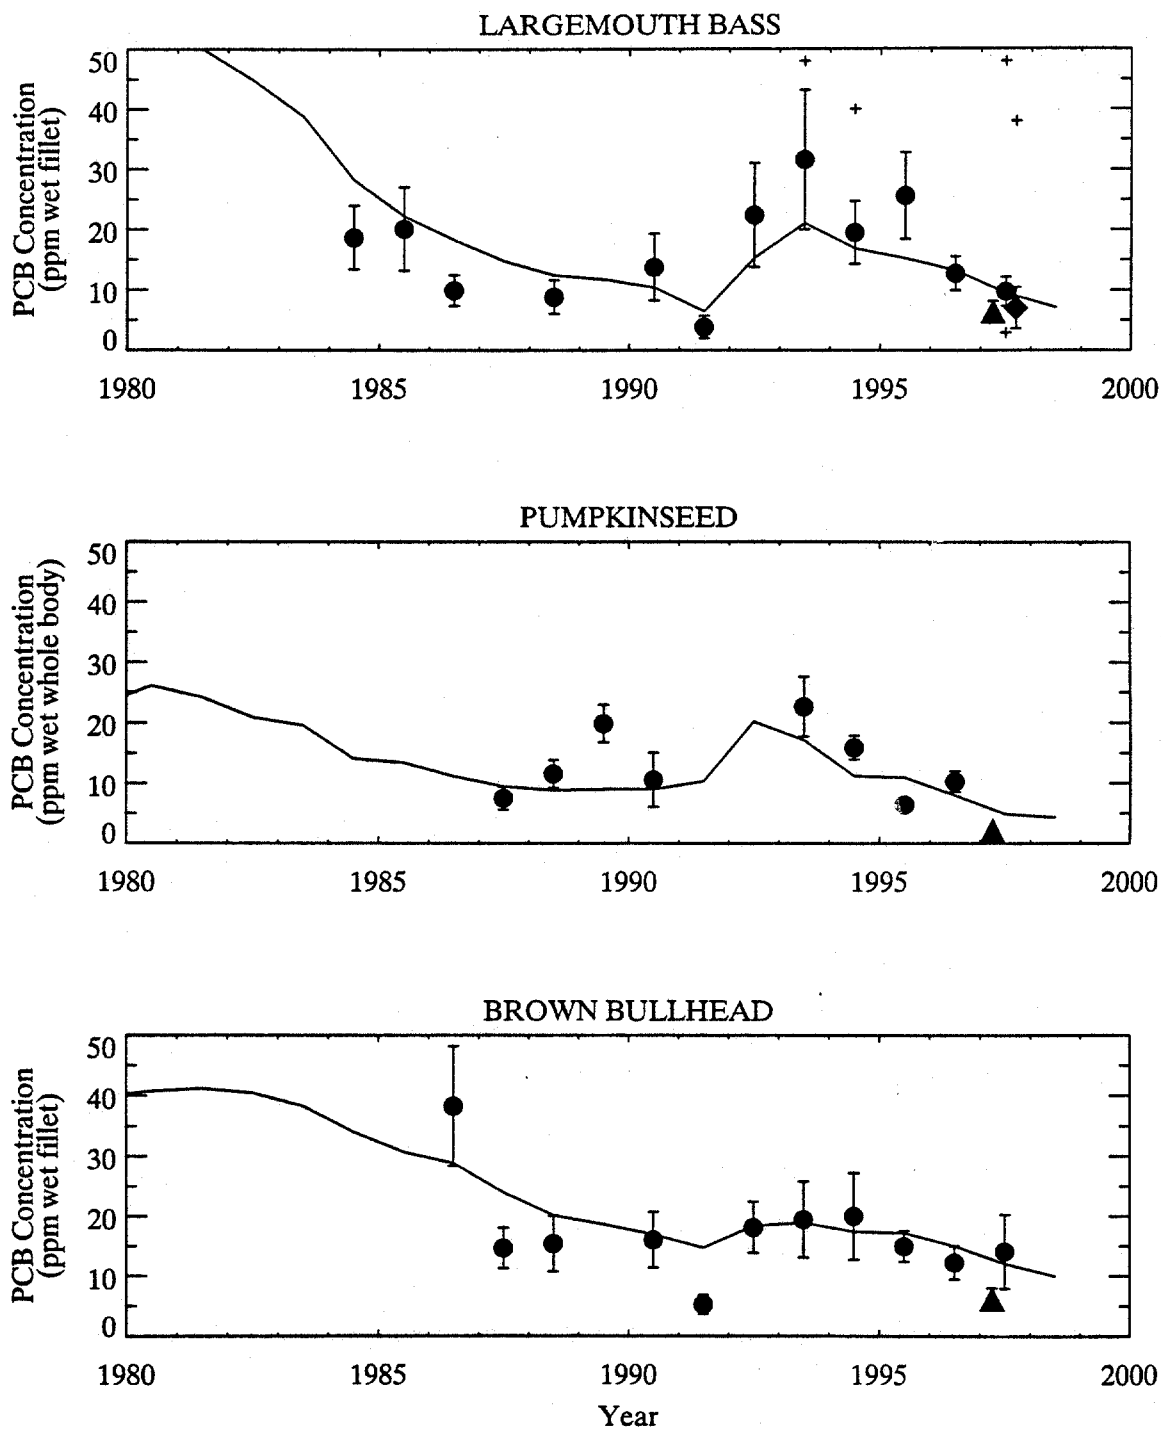 LARGEMOUTH BASS
PCB Concentration
(ppm wet fillet)
50
40
30
20
10
0
1980 1985 1990 1995 2000
PUMPKINSEED
PCB Concentration
(ppm wet whole body)
50
40
30
20
10
0
1980 1985 1990 1995 2000
BROWN BULLHEAD
PCB Concentration
(ppm wet fillet)
50
40
30
20
10
0
1980 1985 1990 1995 2000
Year